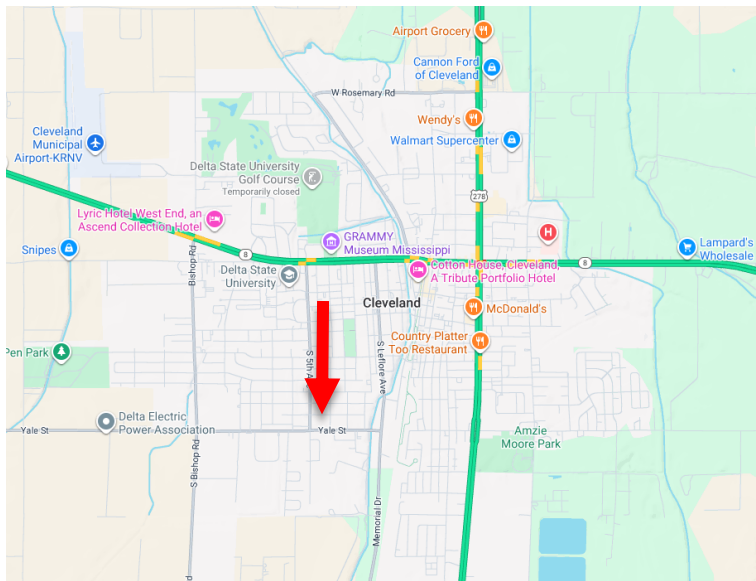 Airport Grocery
Cannon Ford
of Cleveland
W Rosemary Rd
Wendy's
Cleveland
Municipal
Airport-KRNV
Walmart Supercenter
Delta State University
Golf Course
Temporarily closed
278
Lyric Hotel West End, an
Ascend Collection Hotel
H
GRAMMY
Museum Mississippi
Snipes
Bishop Rd
8
8
Lampard's
Wholesale
Delta State
University
Cotton House, Cleveland,
A Tribute Portfolio Hotel
Cleveland
McDonald's
Country Platter
Too Restaurant
Pen Park
S 5th A
S Leflore Ave
Delta Electric
Power Association
Yale St
Yale St
Amzie
Moore Park
S Bishop Rd
Memorial Dr